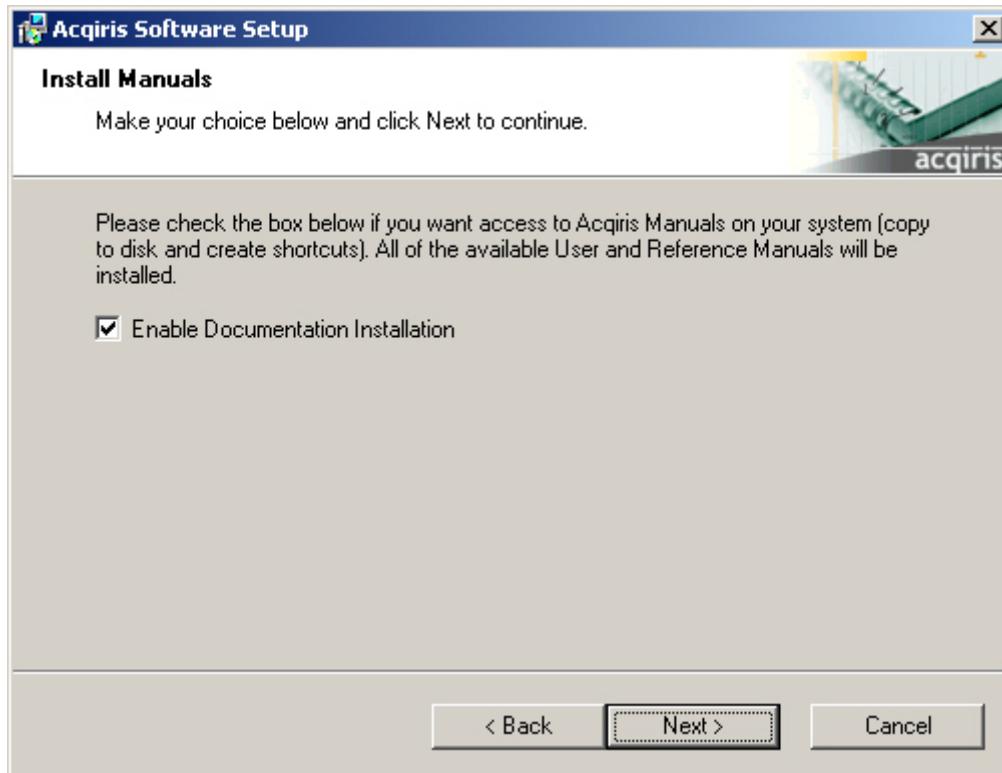 Acqiris Software Setup
Install Manuals
Make your choice below and click Next to continue.
acqiris
Please check the box below if you want access to Acqiris Manuals on your system (copy
to disk and create shortcuts). All of the available User and Reference Manuals will be
installed.
Enable Documentation Installation
< Back
Next >
Cancel